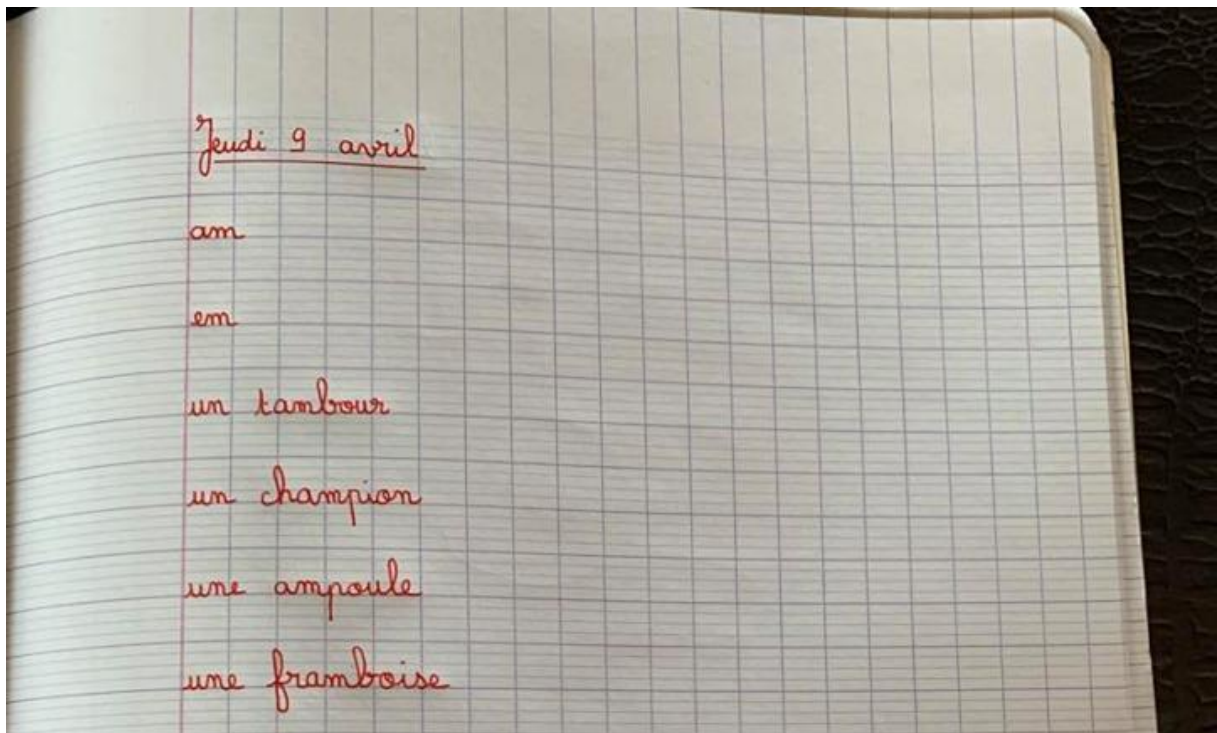 Jeudi 9 avril
am
em
un tambour
un champion
une ampoule
une framboise